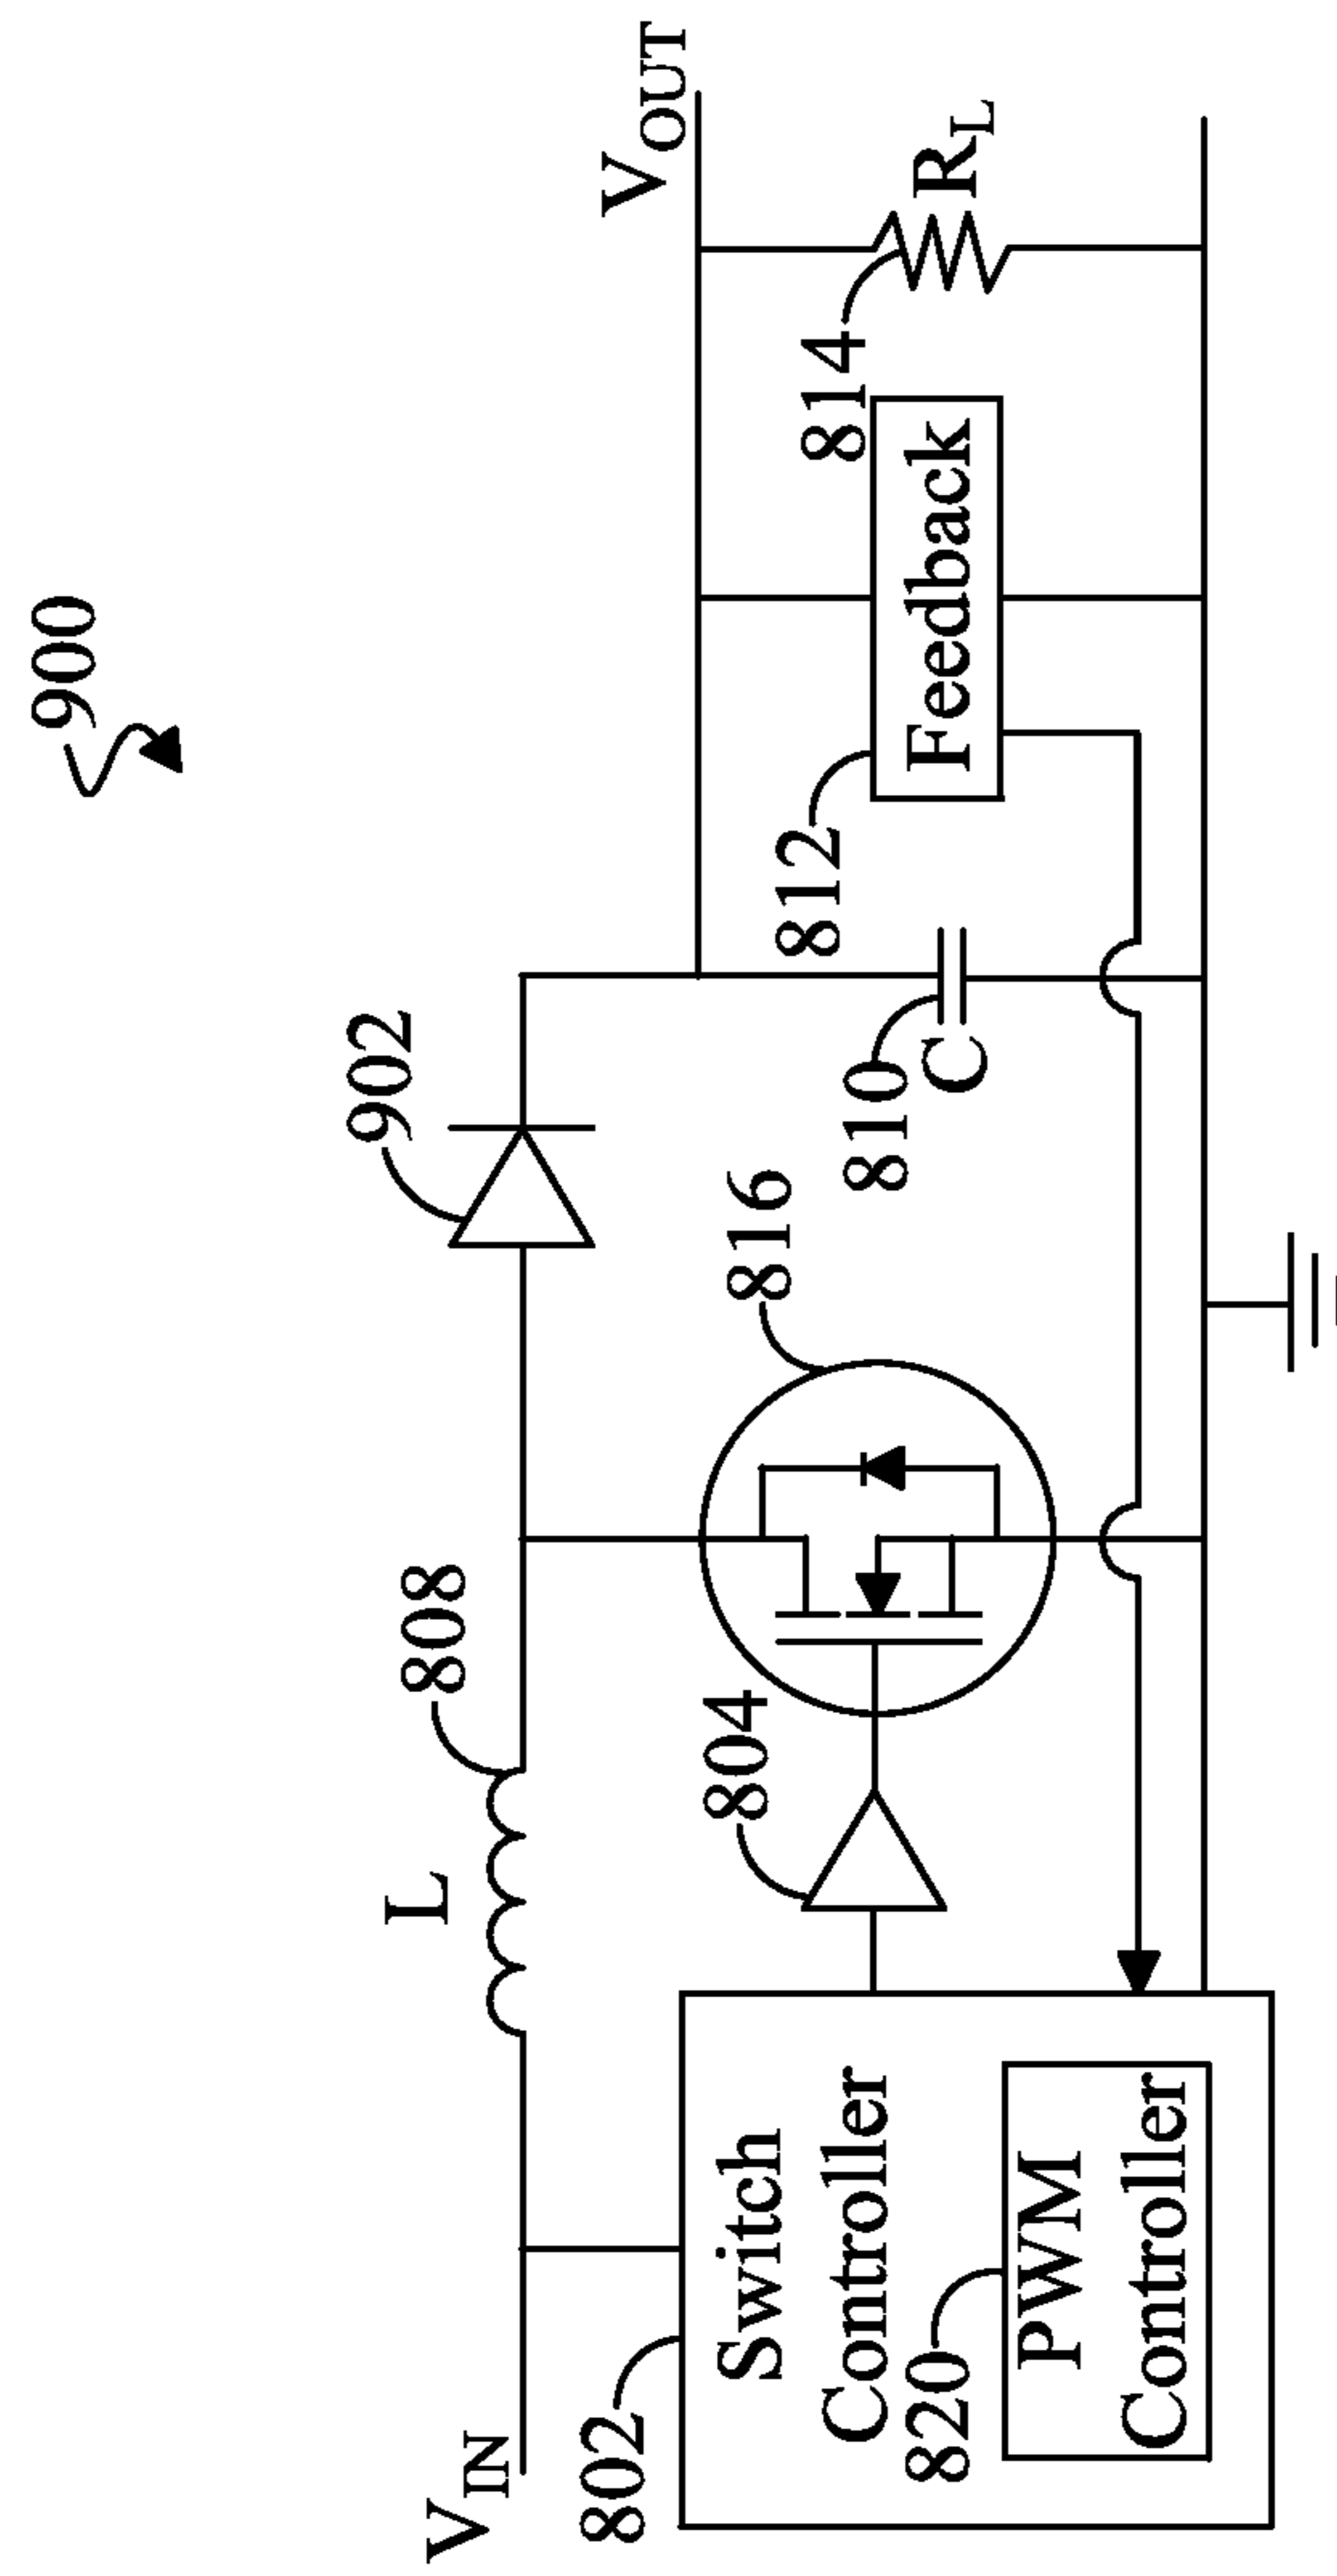 900
L
808
902
V_IN
V_OUT
802
Switch
Controller
820
PWM
Controller
804
816
810
C
812
Feedback
814
R_L